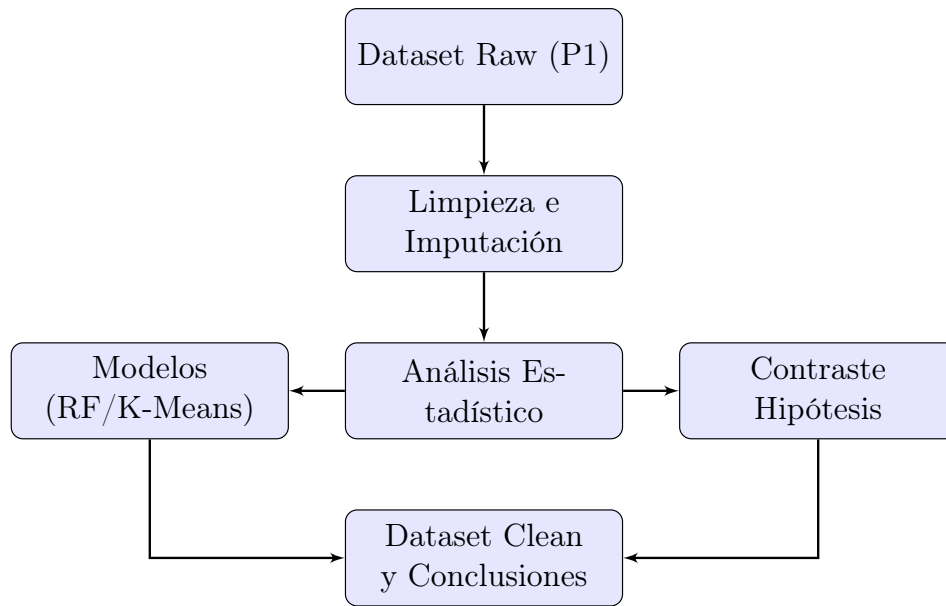 Dataset Raw (P1)
Limpieza e
Imputación
Modelos
(RF/K-Means)
Análisis Es-
tadístico
Contraste
Hipótesis
Dataset Clean
y Conclusiones